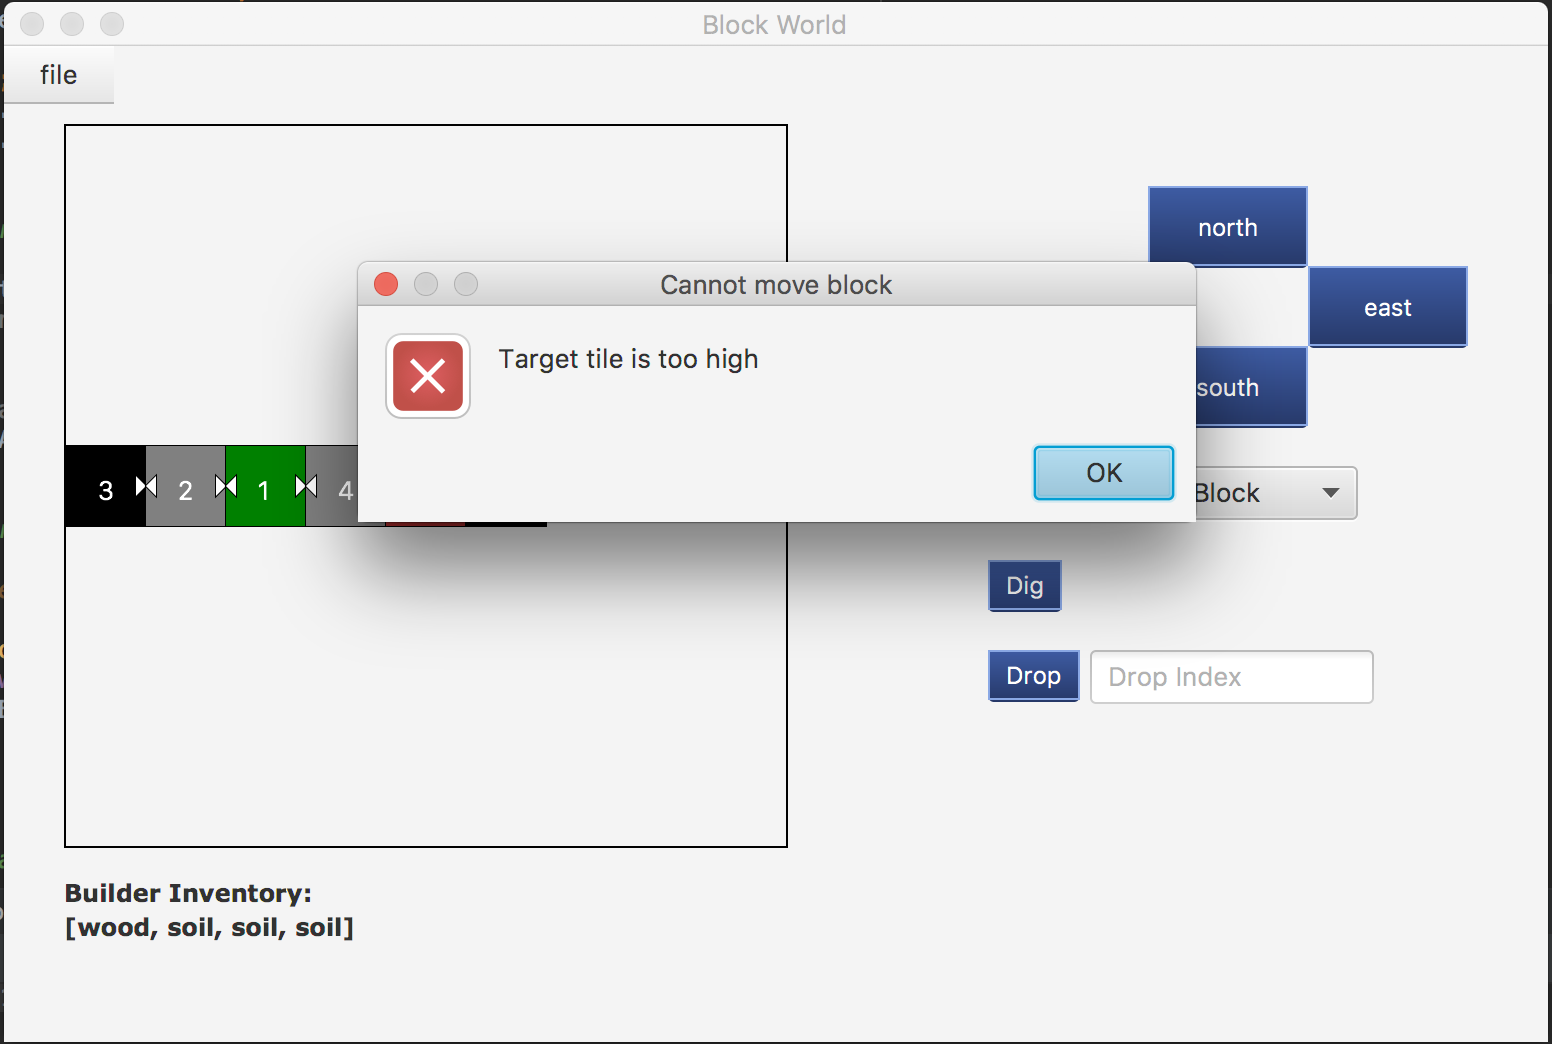 Block World
file
north
Cannot move block
east
Target tile is too high
south
OK
3 2 1 4
Block
Dig
Drop
Drop Index
Builder Inventory:
[wood, soil, soil, soil]